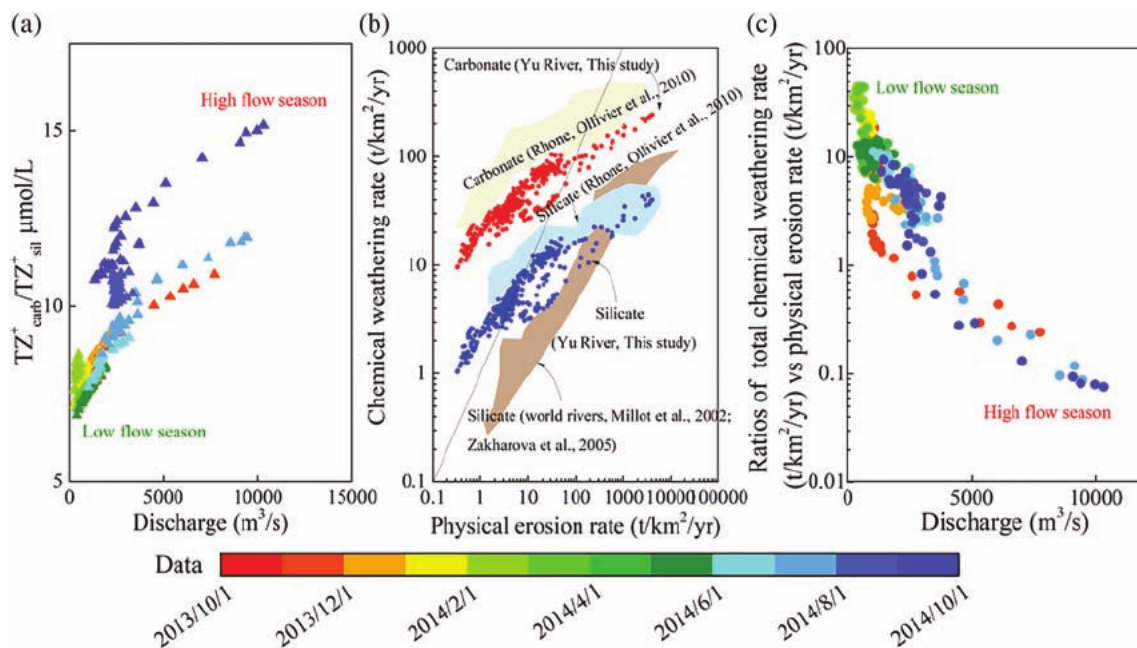 (a)
TZ⁺carb/TZ⁺sil μmol/L
15
10
5
High flow season
Low flow season
0 5000 10000 15000
Discharge (m³/s)
(b)
Chemical weathering rate (t/km²/yr)
1000
100
10
1
0.1
Carbonate (Yu River, This study)
Carbonate (Rhone, Ollivier et al., 2010)
Silicate (Rhone, Ollivier et al., 2010)
Silicate
(Yu River, This study)
Silicate (world rivers, Millot et al., 2002;
Zakharova et al., 2005)
0.1 1 10 100 1000 10000 100000
Physical erosion rate (t/km²/yr)
(c)
Ratios of total chemical weathering rate
(t/km²/yr) vs physical erosion rate (t/km²/yr)
100
10
1
0.1
0.01
Low flow season
High flow season
0 5000 10000
Discharge (m³/s)
Data
2013/10/1
2013/12/1
2014/2/1
2014/4/1
2014/6/1
2014/8/1
2014/10/1